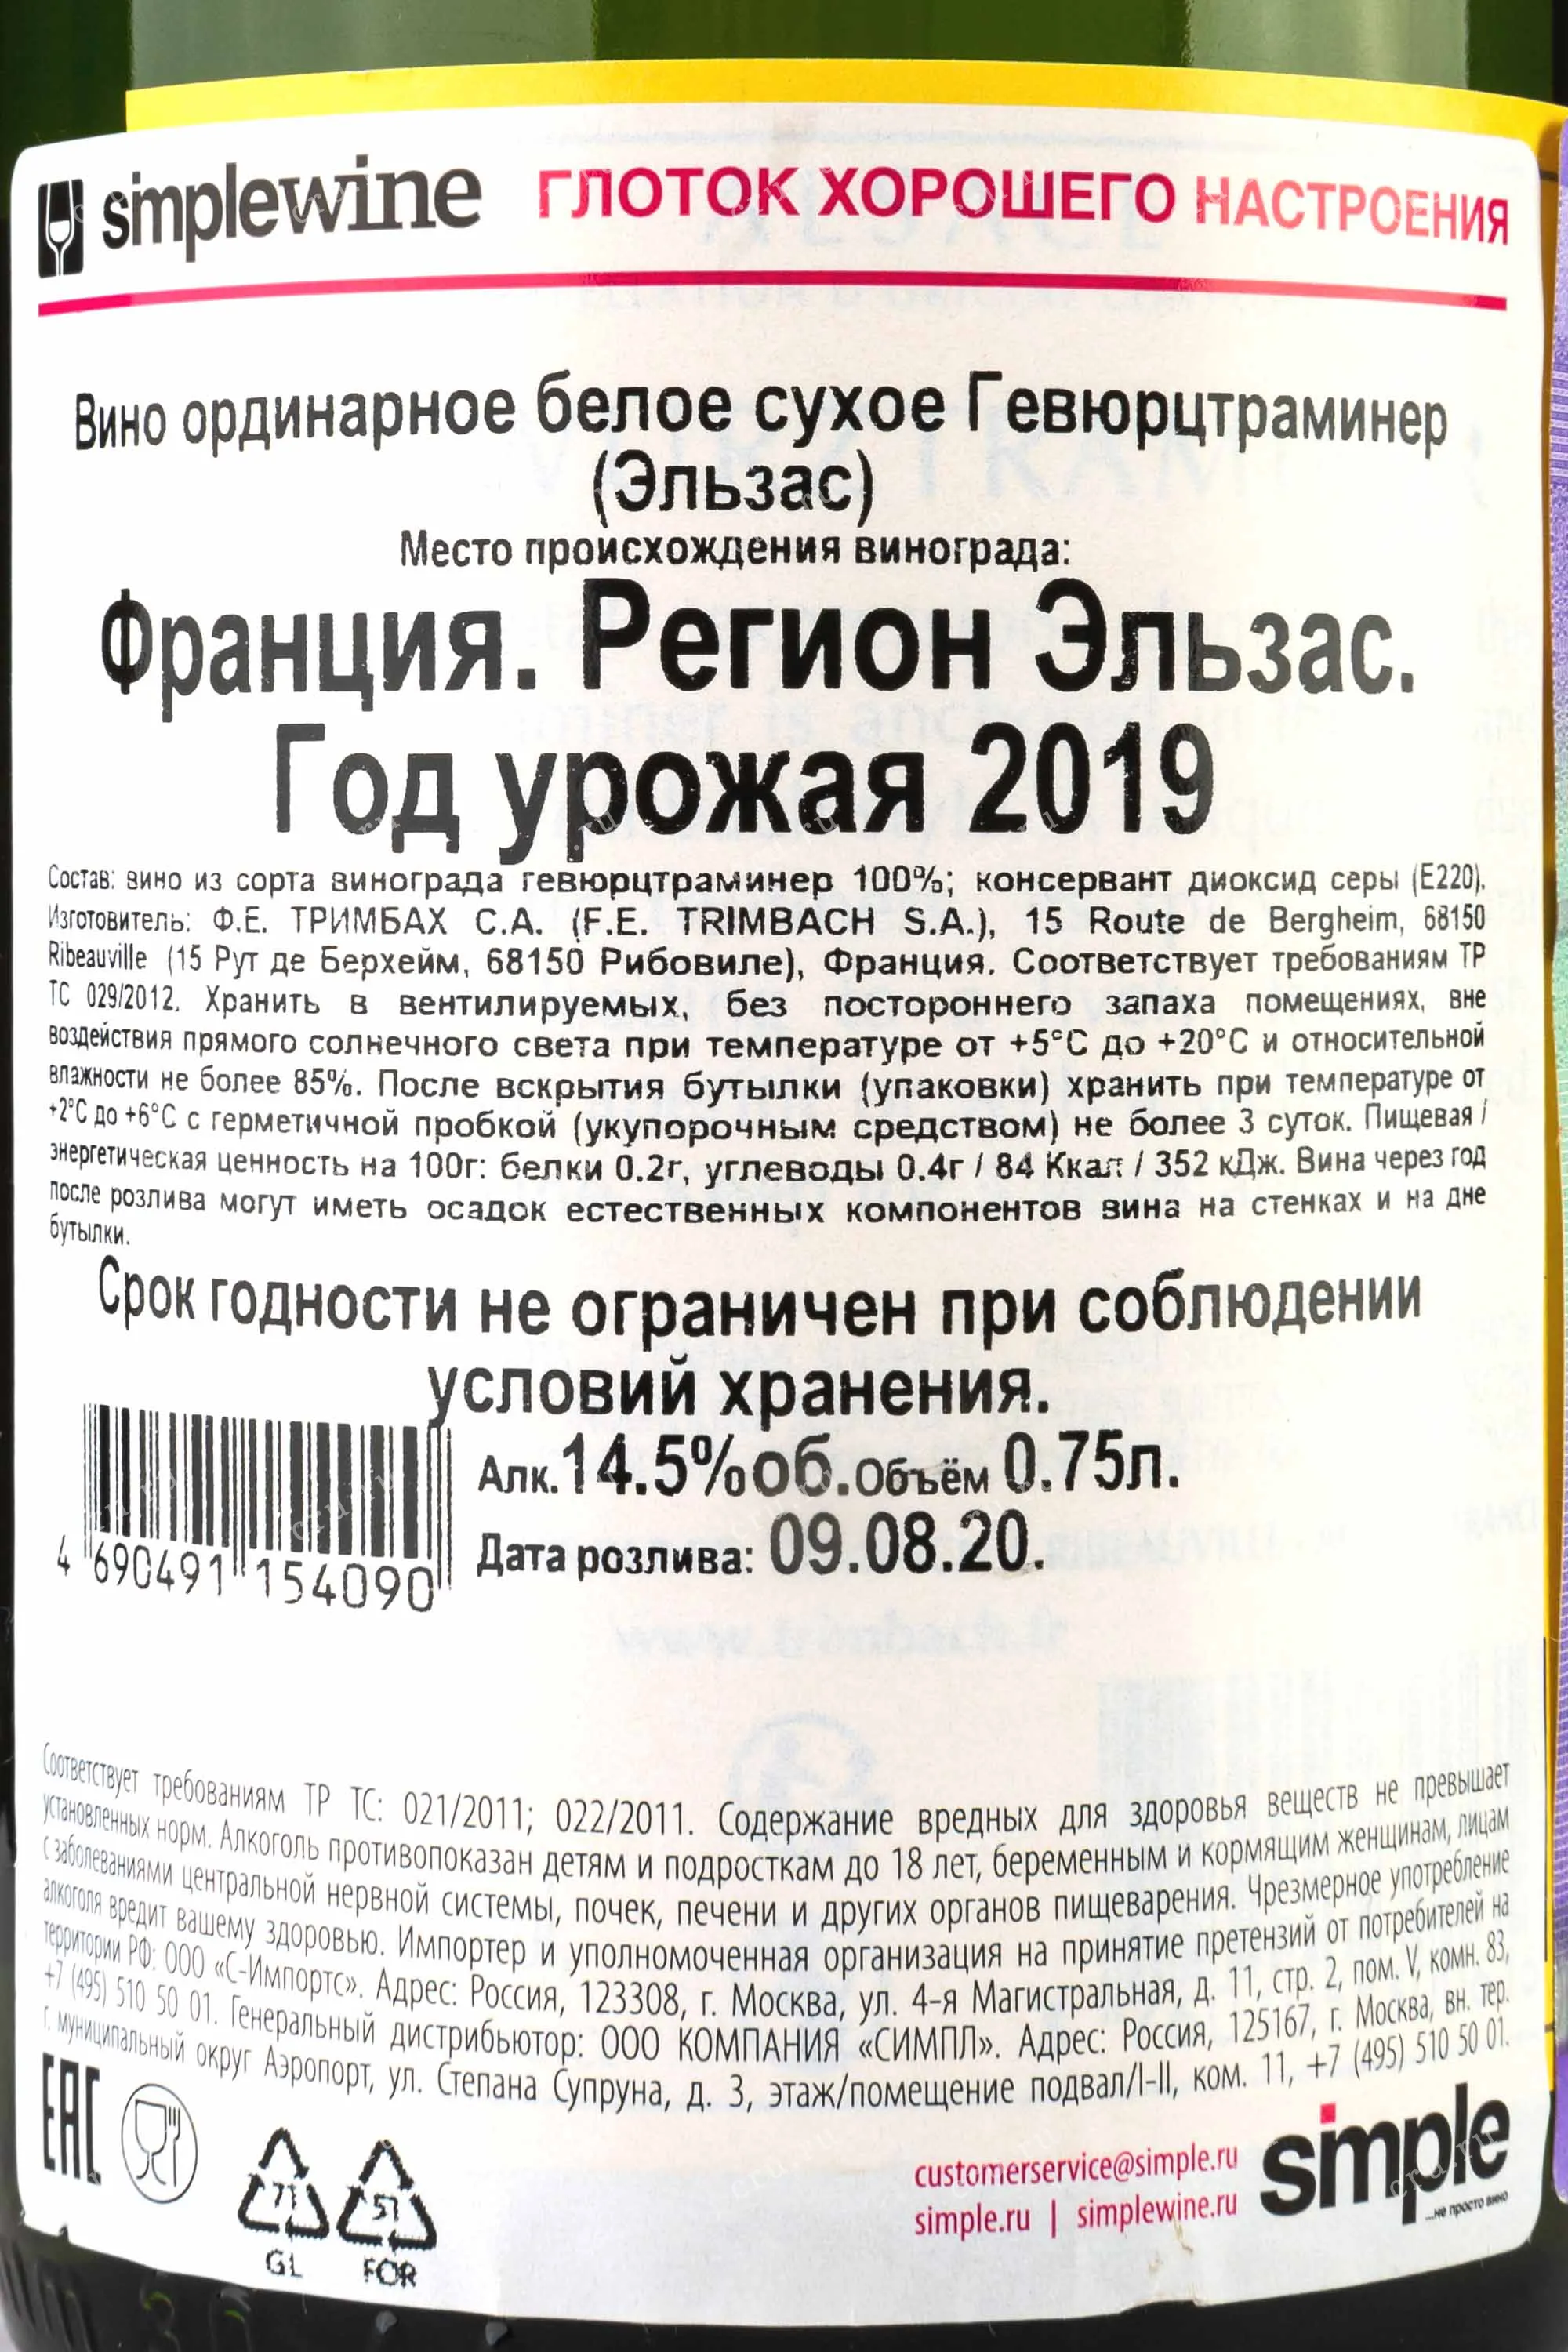 simplewine ГЛОТОК ХОРОШЕГО НАСТРОЕНИЯ
Вино ординарное белое сухое Гевюрцтраминер
(Эльзас)
Место происхождения винограда:
Франция. Регион Эльзас.
Год урожая 2019
Состав: вино из сорта винограда гевюрцтраминер 100%; консервант диоксид серы (Е220).
Изготовитель: Ф.Е. ТРИМБАХ С.А. (F.E. TRIMBACH S.A.), 15 Route de Bergheim, 68150
Ribeauville (15 Рут де Берхейм, 68150 Рибовиле), Франция. Соответствует требованиям ТР
ТС 029/2012. Хранить в вентилируемых, без постороннего запаха помещениях, вне
воздействия прямого солнечного света при температуре от +5°С до +20°С и относительной
влажности не более 85%. После вскрытия бутылки (упаковки) хранить при температуре от
+2°С до +6°С с герметичной пробкой (укупорочным средством) не более 3 суток. Пищевая /
энергетическая ценность на 100г: белки 0.2г, углеводы 0.4г / 84 Ккал / 352 кДж. Вина через год
после розлива могут иметь осадок естественных компонентов вина на стенках и на дне
бутылки.
Срок годности не ограничен при соблюдении
условий хранения.
Алк.14.5%об.Объём 0.75л.
Дата розлива: 09.08.20.
4 690491 154090
Соответствует требованиям ТР ТС: 021/2011; 022/2011. Содержание вредных для здоровья веществ не превышает
установленных норм. Алкоголь противопоказан детям и подросткам до 18 лет, беременным и кормящим женщинам, лицам
с заболеваниями центральной нервной системы, почек, печени и других органов пищеварения. Чрезмерное употребление
алкоголя вредит вашему здоровью. Импортер и уполномоченная организация на принятие претензий от потребителей на
территории РФ: ООО «С-Импортс». Адрес: Россия, 123308, г. Москва, ул. 4-я Магистральная, д. 11, стр. 2, пом. V, комн. 83,
+7 (495) 510 50 01. Генеральный дистрибьютор: ООО КОМПАНИЯ «СИМПЛ». Адрес: Россия, 125167, г. Москва, вн. тер.
г. муниципальный округ Аэропорт, ул. Степана Супруна, д. 3, этаж/помещение подвал/I-II, ком. 11, +7 (495) 510 50 01.
EAC
71
GL
51
FOR
customerservice@simple.ru
simple.ru | simplewine.ru
simple
...не просто вино